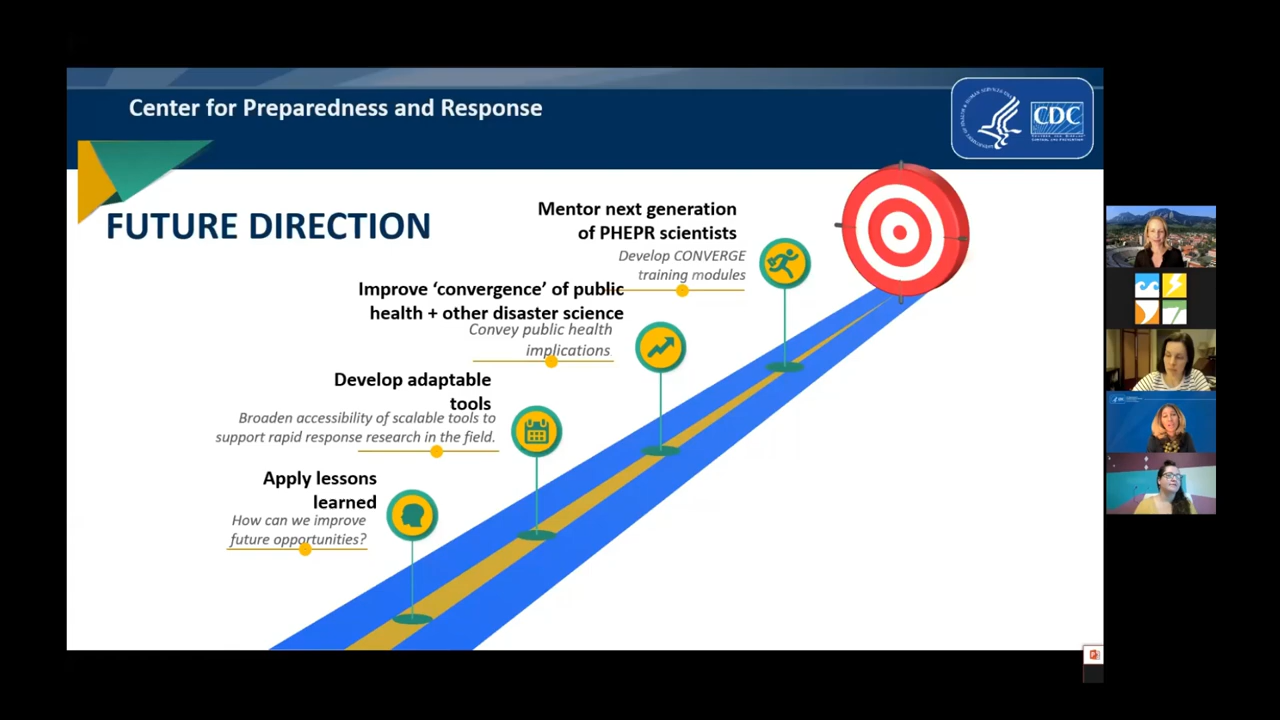 Center for Preparedness and Response
CDC
FUTURE DIRECTION
Mentor next generation
of PHEPR scientists
Develop CONVERGE
training modules
Improve ‘convergence’ of public
health + other disaster science
Convey public health
implications
Develop adaptable
tools
Broaden accessibility of scalable tools to
support rapid response research in the field.
Apply lessons
learned
How can we improve
future opportunities?